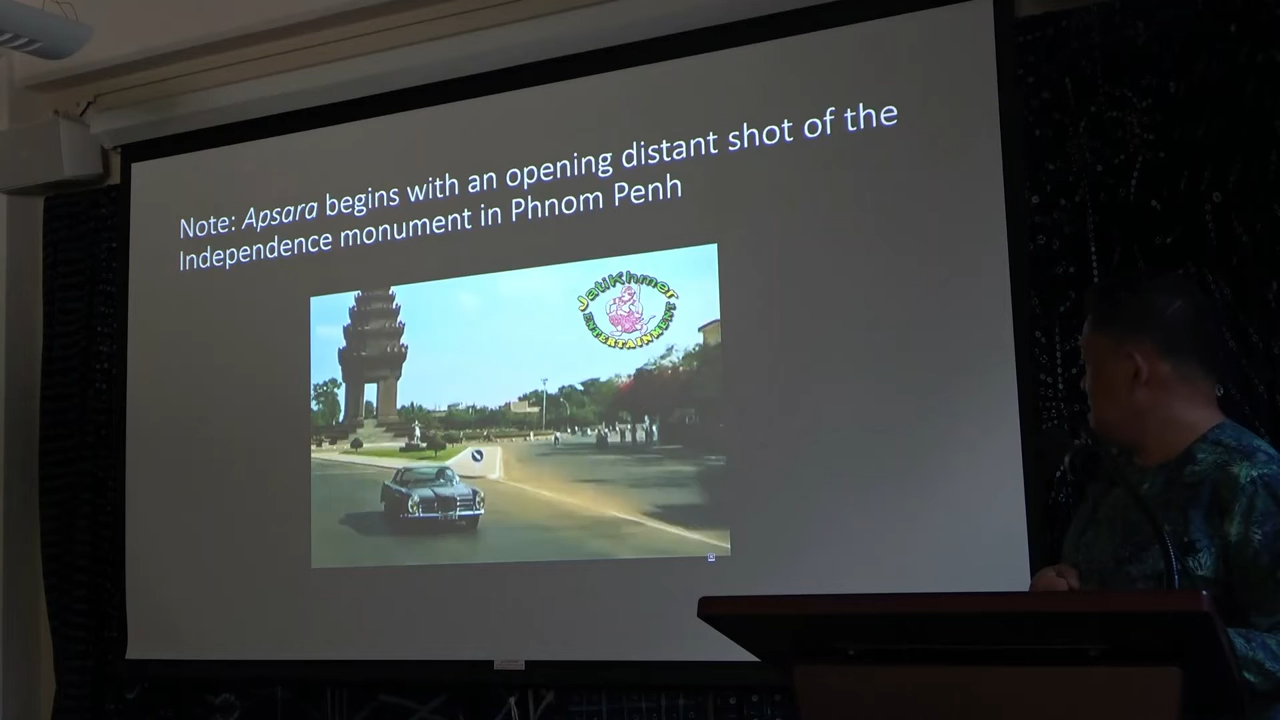 Note: Apsara begins with an opening distant shot of the
Independence monument in Phnom Penh
JatiKhmer
ENTERTAINMENT